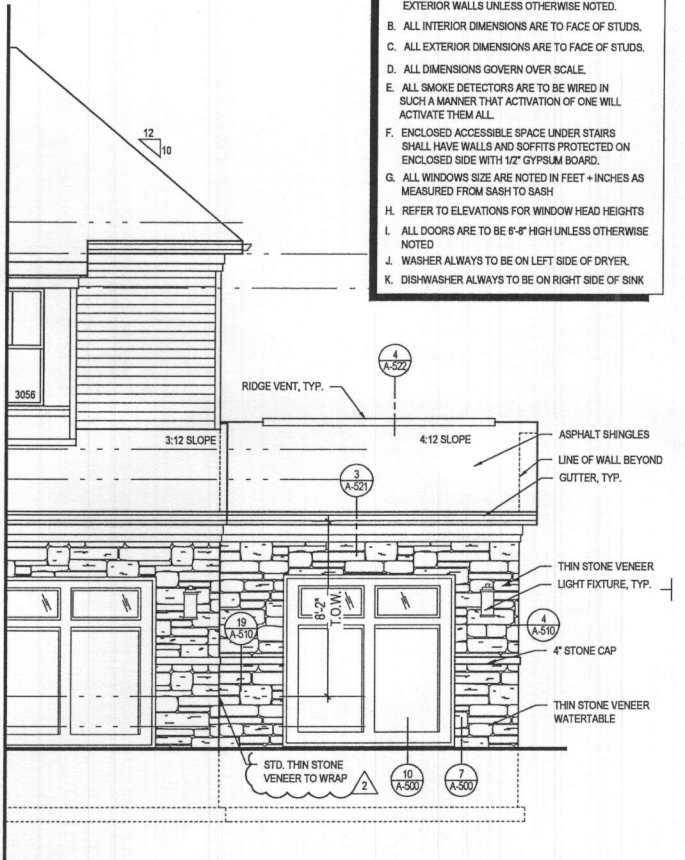 EXTERIOR WALLS UNLESS OTHERWISE NOTED.
B. ALL INTERIOR DIMENSIONS ARE TO FACE OF STUDS.
C. ALL EXTERIOR DIMENSIONS ARE TO FACE OF STUDS.
D. ALL DIMENSIONS GOVERN OVER SCALE.
E. ALL SMOKE DETECTORS ARE TO BE WIRED IN
SUCH A MANNER THAT ACTIVATION OF ONE WILL
ACTIVATE THEM ALL.
F. ENCLOSED ACCESSIBLE SPACE UNDER STAIRS
SHALL HAVE WALLS AND SOFFITS PROTECTED ON
ENCLOSED SIDE WITH 1/2" GYPSUM BOARD.
G. ALL WINDOWS SIZE ARE NOTED IN FEET + INCHES AS
MEASURED FROM SASH TO SASH
H. REFER TO ELEVATIONS FOR WINDOW HEAD HEIGHTS
I. ALL DOORS ARE TO BE 6'-8" HIGH UNLESS OTHERWISE
NOTED
J. WASHER ALWAYS TO BE ON LEFT SIDE OF DRYER.
K. DISHWASHER ALWAYS TO BE ON RIGHT SIDE OF SINK
12
10
4
A-522
RIDGE VENT, TYP.
3056
3:12 SLOPE
4:12 SLOPE
ASPHALT SHINGLES
LINE OF WALL BEYOND
GUTTER, TYP.
3
A-521
THIN STONE VENEER
LIGHT FIXTURE, TYP.
8'-2"
T.O.W.
19
A-510
4
A-510
4" STONE CAP
THIN STONE VENEER
WATERTABLE
STD. THIN STONE
VENEER TO WRAP
2
10
A-500
7
A-500